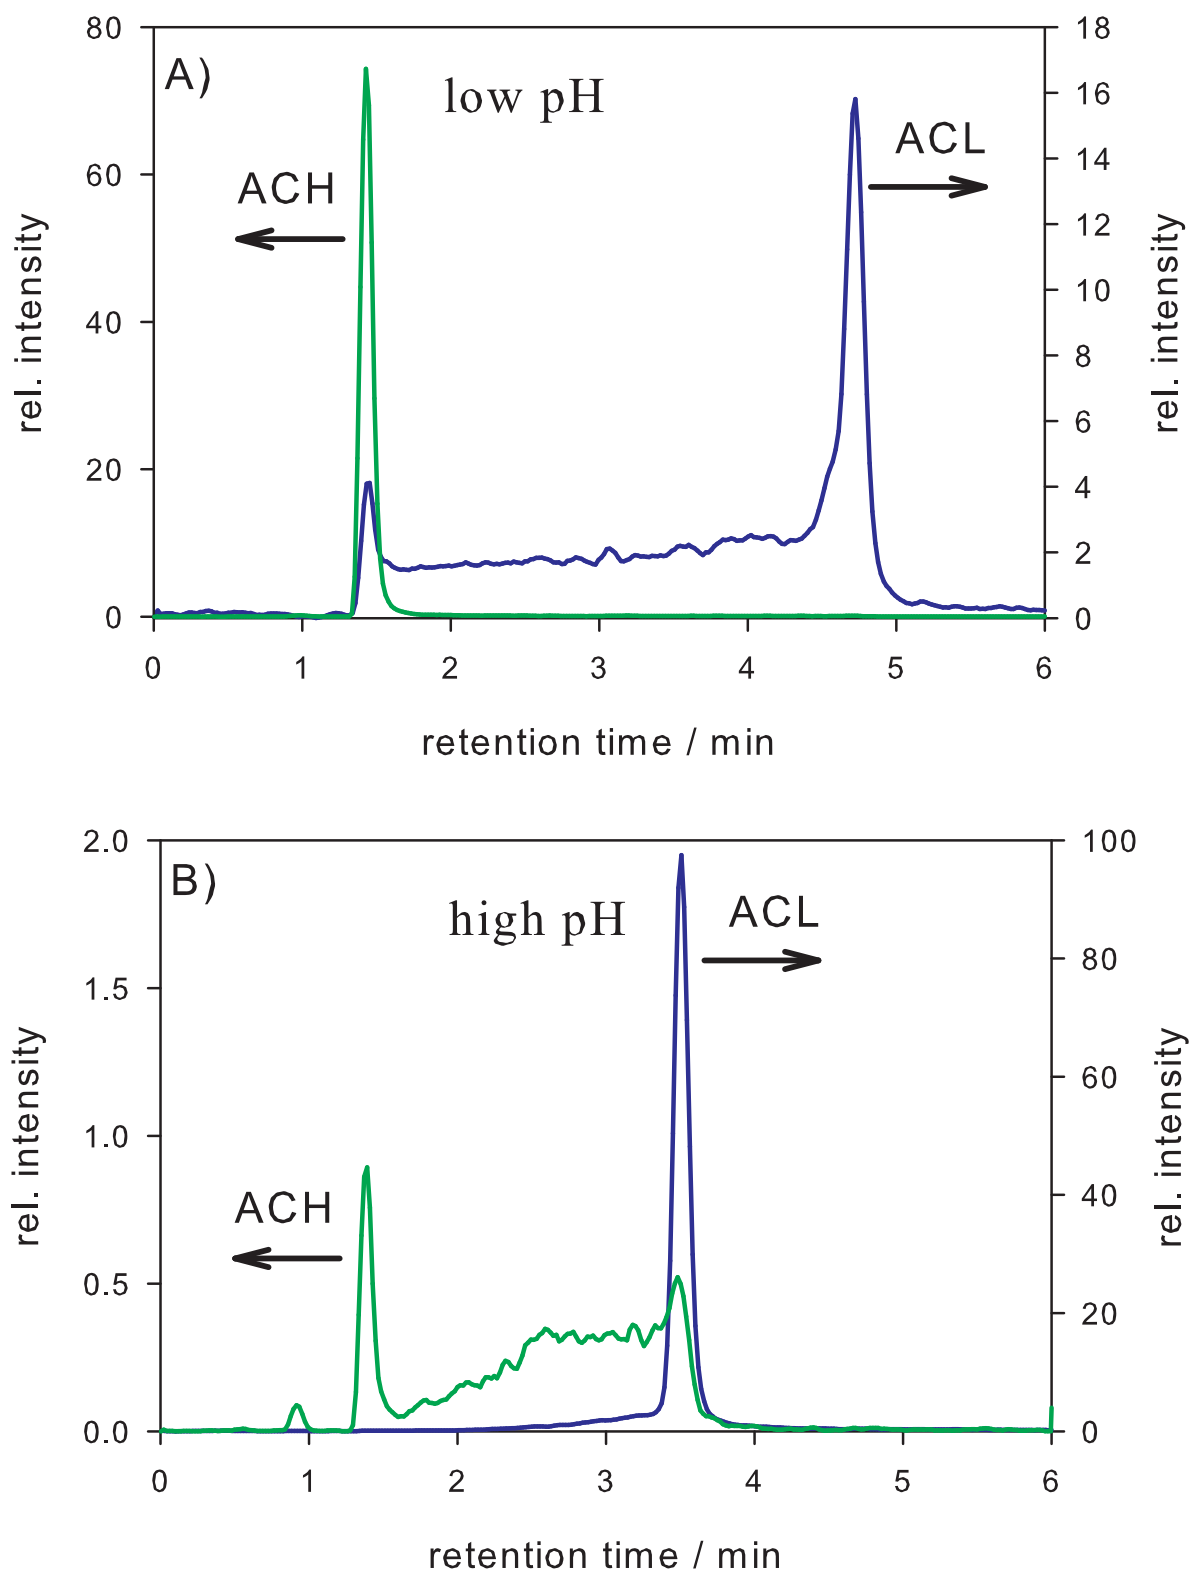 A)
low pH
ACH
ACL
80
60
40
20
0
18
16
14
12
10
8
6
4
2
0
rel. intensity
rel. intensity
0 1 2 3 4 5 6
retention time / min
B)
high pH
ACH
ACL
2.0
1.5
1.0
0.5
0.0
100
80
60
40
20
0
rel. intensity
rel. intensity
0 1 2 3 4 5 6
retention time / min